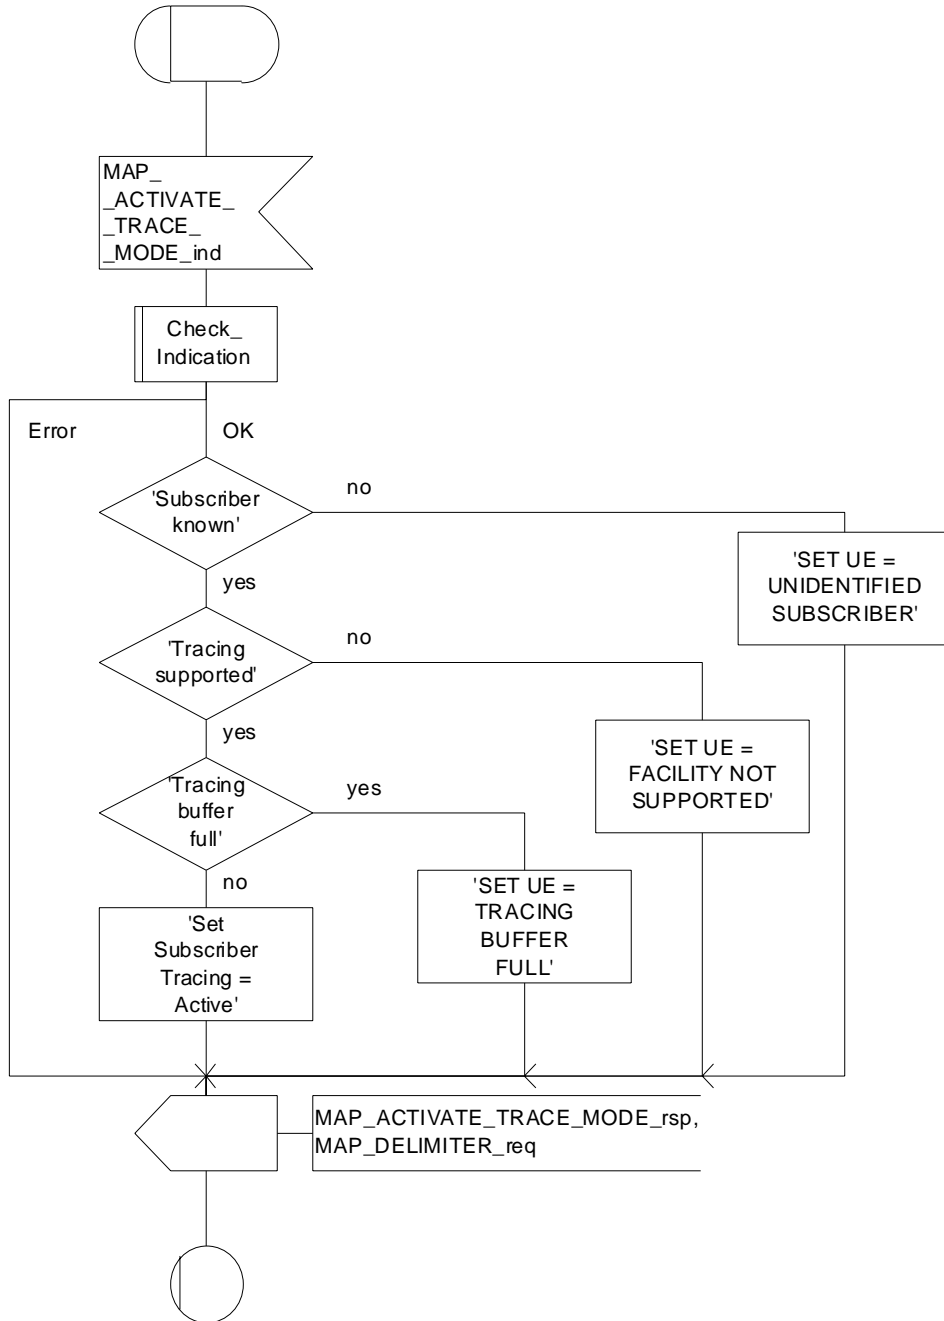 MAP_
_ACTIVATE_
_TRACE_
_MODE_ind
Check_
Indication
Error
OK
'Subscriber
known'
no
yes
'SET UE =
UNIDENTIFIED
SUBSCRIBER'
'Tracing
supported'
no
yes
'SET UE =
FACILITY NOT
SUPPORTED'
'Tracing
buffer
full'
yes
no
'SET UE =
TRACING
BUFFER
FULL'
'Set
Subscriber
Tracing =
Active'
MAP_ACTIVATE_TRACE_MODE_rsp,
MAP_DELIMITER_req